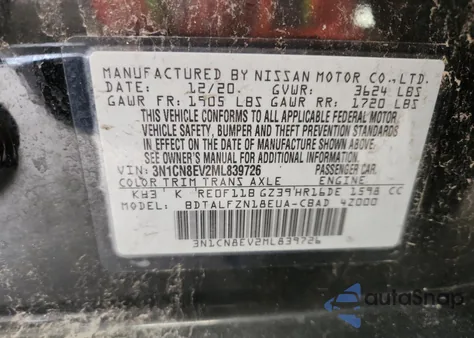 MANUFACTURED BY NISSAN MOTOR CO., LTD.
DATE: 12/20 GVWR: 3624 LBS
GAWR FR: 1905 LBS GAWR RR: 1720 LBS
THIS VEHICLE CONFORMS TO ALL APPLICABLE FEDERAL MOTOR
VEHICLE SAFETY, BUMPER AND THEFT PREVENTION STANDARDS
IN EFFECT ON THE DATE OF MANUFACTURE SHOWN ABOVE.
SEE OWNER'S MANUAL FOR ADDITIONAL INFORMATION.
VIN: 3N1CN8EV2ML839726 PASSENGER CAR.
COLOR TRIM TRANS AXLE ENGINE
KH3 K RE0F11B GZ39 HR16DE 1598 CC
MODEL: BDTALFZN18EUA-CBAD 42000
3N1CN8EV2ML839726
autoSnap